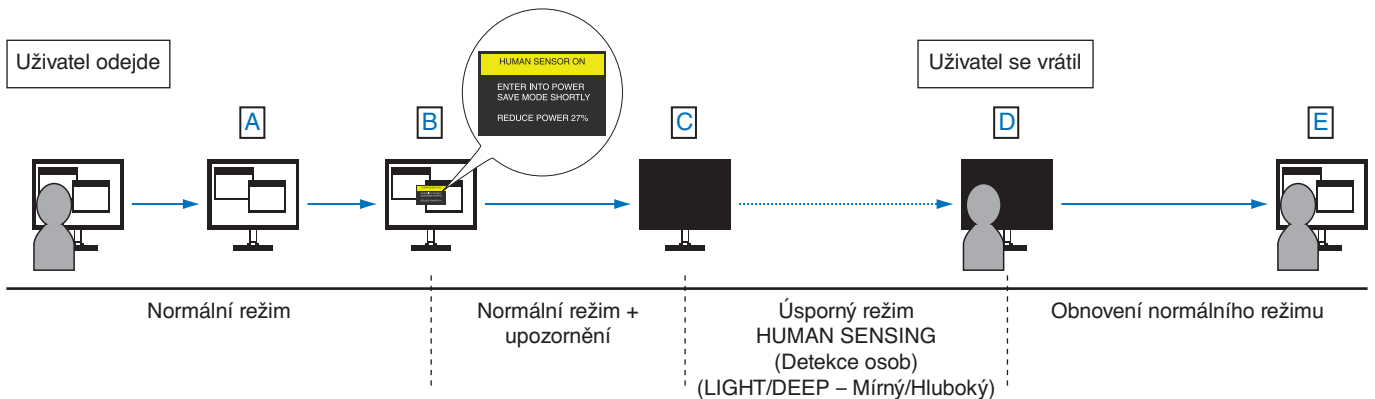 Uživatel odejde
HUMAN SENSOR ON
ENTER INTO POWER
SAVE MODE SHORTLY
REDUCE POWER 27%
Uživatel se vrátil
A
B
C
D
E
Normální režim
Normální režim +
upozornění
Úsporný režim
HUMAN SENSING
(Detekce osob)
(LIGHT/DEEP – Mírný/Hluboký)
Obnovení normálního režimu